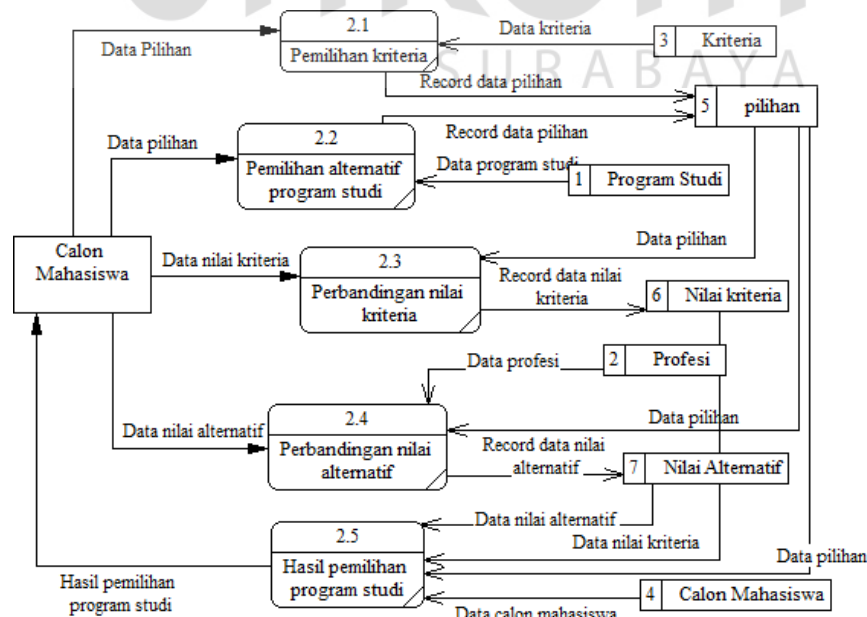 2.1
Pemilihan kriteria
Data Pilihan
Data kriteria
3 Kriteria
SURABAYA
Record data pilihan
5 pilihan
2.2
Pemilihan alternatif
program studi
Data pilihan
Record data pilihan
Data program studi
1 Program Studi
Calon
Mahasiswa
Data nilai kriteria
2.3
Perbandingan nilai
kriteria
Data pilihan
Record data nilai
kriteria
6 Nilai kriteria
Data profesi
2 Profesi
2.4
Perbandingan nilai
alternatif
Data nilai alternatif
Data pilihan
Record data nilai
alternatif
7 Nilai Alternatif
2.5
Hasil pemilihan
program studi
Data nilai alternatif
Data nilai kriteria
Data pilihan
Hasil pemilihan
program studi
4 Calon Mahasiswa
Data calon mahasiswa